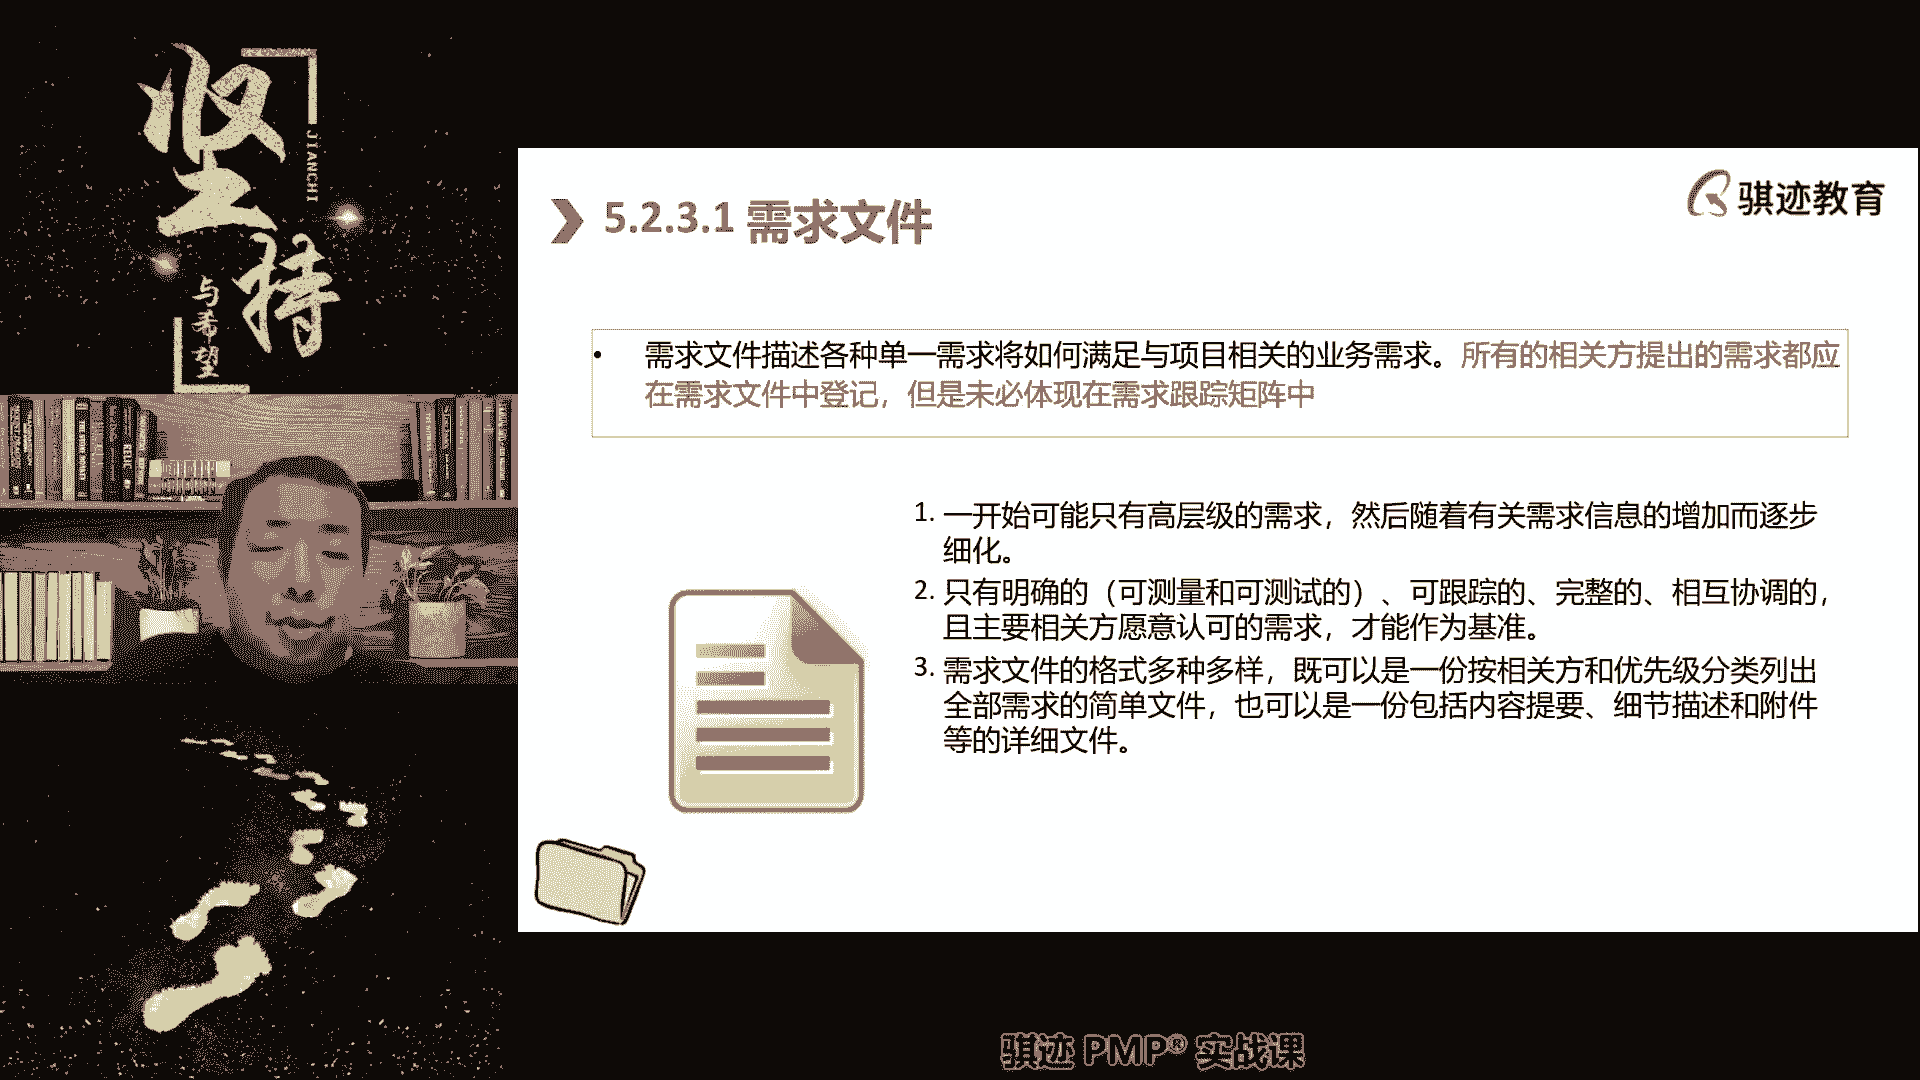 坚持
JIANCHI
与希望
骐迹教育
5.2.3.1 需求文件
• 需求文件描述各种单一需求将如何满足与项目相关的业务需求。所有的相关方提出的需求都应
在需求文件中登记，但是未必体现在需求跟踪矩阵中
1. 一开始可能只有高层级的需求，然后随着有关需求信息的增加而逐步
细化。
2. 只有明确的（可测量和可测试的）、可跟踪的、完整的、相互协调的，
且主要相关方愿意认可的需求，才能作为基准。
3. 需求文件的格式多种多样，既可以是一份按相关方和优先级分类列出
全部需求的简单文件，也可以是一份包括内容提要、细节描述和附件
等的详细文件。
骐迹 PMP® 实战课